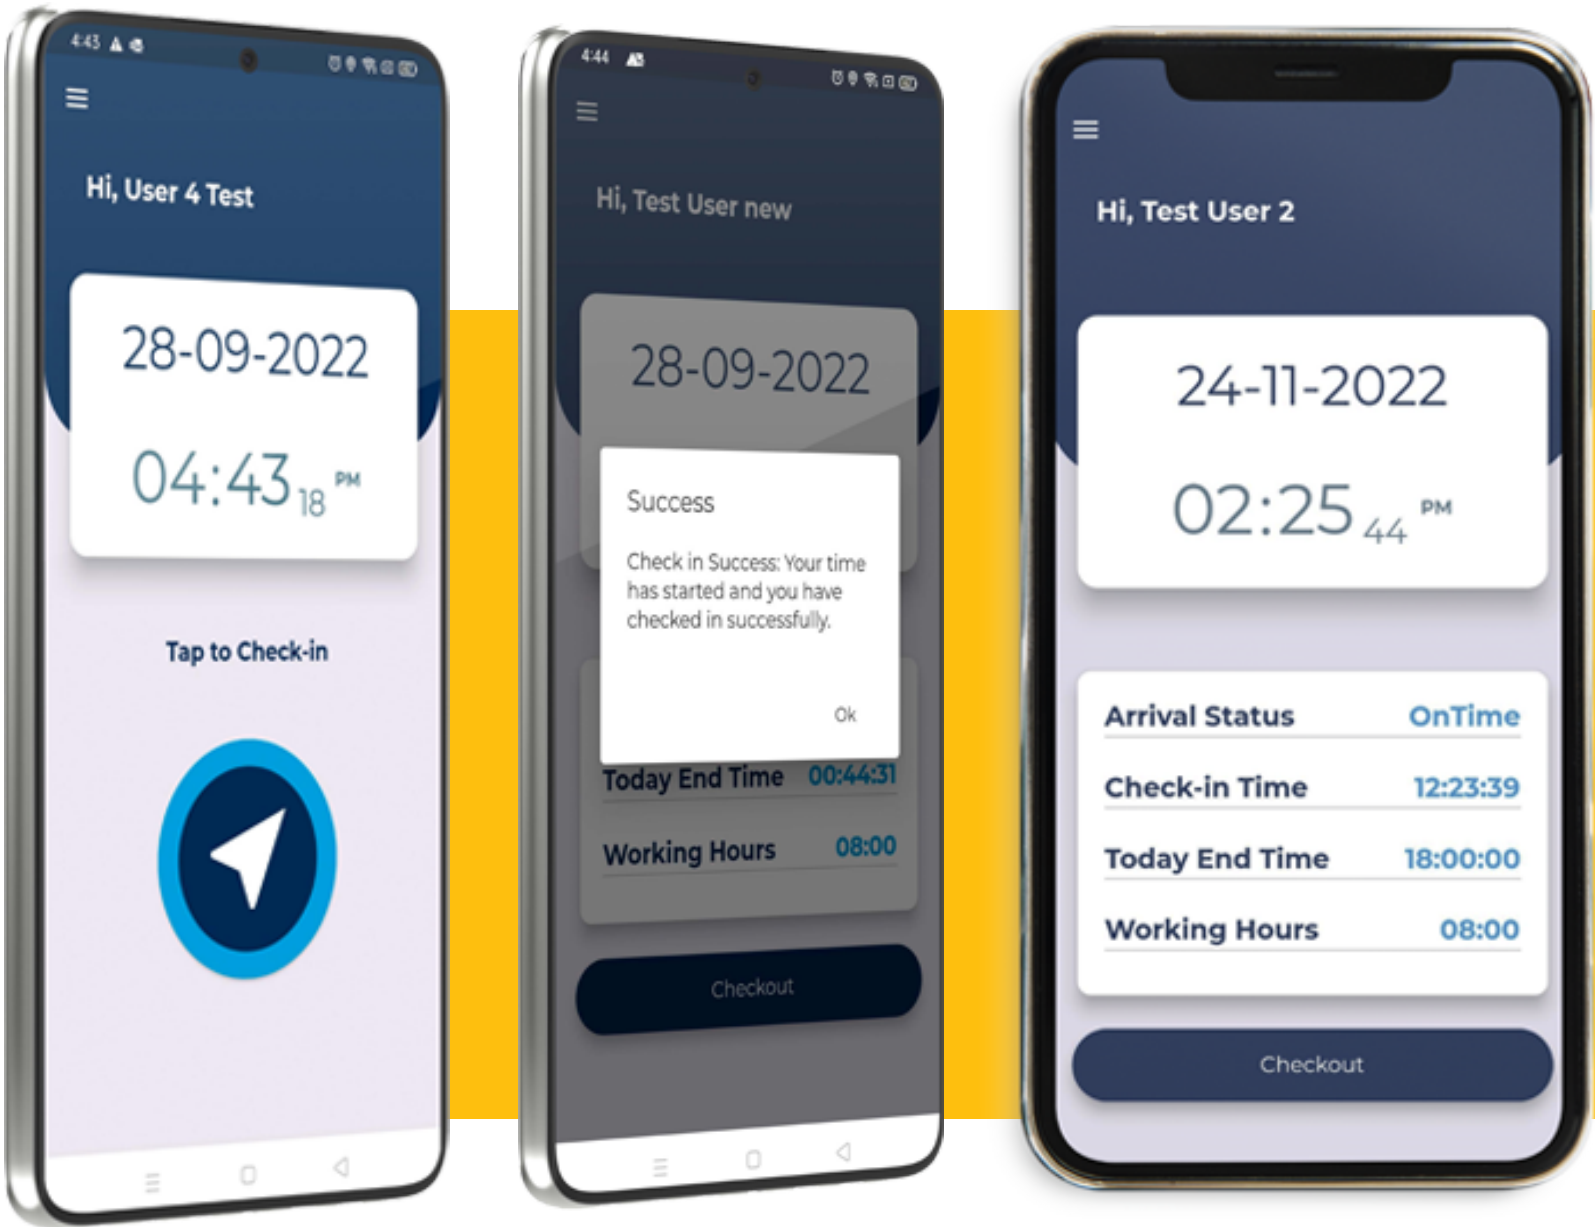 4:43
Hi, User 4 Test
28-09-2022
04:43 18 PM
Tap to Check-in
4:44
Hi, Test User new
28-09-2022
Success
Check in Success: Your time
has started and you have
checked in successfully.
Ok
Today End Time 00:44:31
Working Hours 08:00
Checkout
Hi, Test User 2
24-11-2022
02:25 44 PM
Arrival Status OnTime
Check-in Time 12:23:39
Today End Time 18:00:00
Working Hours 08:00
Checkout